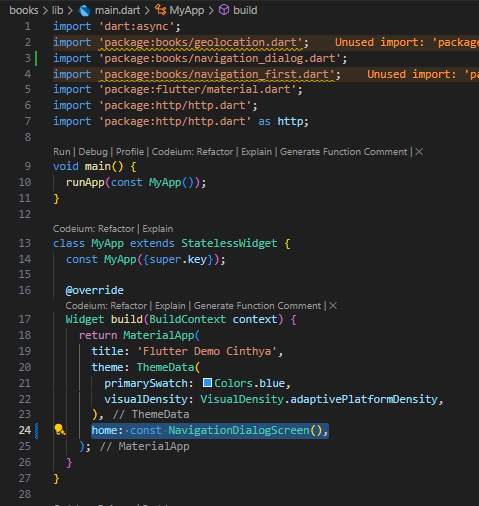 books > lib > main.dart > MyApp > build
1 import 'dart:async';
2 import 'package:books/geolocation.dart'; Unused import: 'package
3 import 'package:books/navigation_dialog.dart';
4 import 'package:books/navigation_first.dart'; Unused import: 'pa
5 import 'package:flutter/material.dart';
6 import 'package:http/http.dart';
7 import 'package:http/http.dart' as http;
8
Run | Debug | Profile | Codeium: Refactor | Explain | Generate Function Comment | ×
9 void main() {
10 runApp(const MyApp());
11 }
12
Codeium: Refactor | Explain
13 class MyApp extends StatelessWidget {
14 const MyApp({super.key});
15
16 @override
Codeium: Refactor | Explain | Generate Function Comment | ×
17 Widget build(BuildContext context) {
18 return MaterialApp(
19 title: 'Flutter Demo Cinthya',
20 theme: ThemeData(
21 primarySwatch: Colors.blue,
22 visualDensity: VisualDensity.adaptivePlatformDensity,
23 ), // ThemeData
24 home: const NavigationDialogScreen(),
25 ); // MaterialApp
26 }
27 }
28